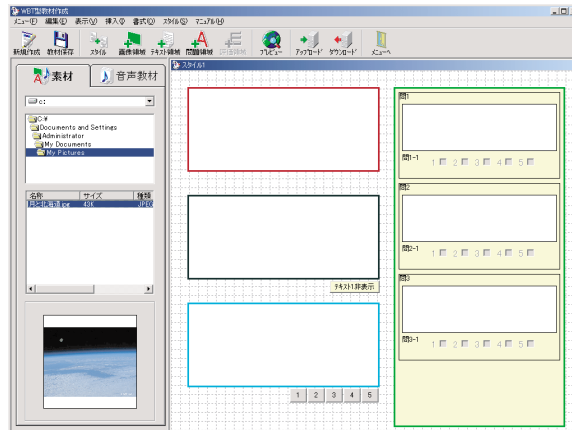 WBT型教材作成
メニュー(F) 編集(E) 表示(V) 挿入(I) 書式(O) スタイル(S) マニュアル(H)
新規作成 教材保存 スタイル 画像領域 テキスト領域 問題領域 プレビュー アップロード ダウンロード メニューへ
素材 音声教材
スタイル1
c:
C:¥
Documents and Settings
Administrator
My Documents
My Pictures
名称 サイズ 種類
月と北海道.jpg 43K JPEG
テキスト1非表示
1 2 3 4 5
問1
問1-1 1 2 3 4 5
問2
問2-1 1 2 3 4 5
問3
問3-1 1 2 3 4 5